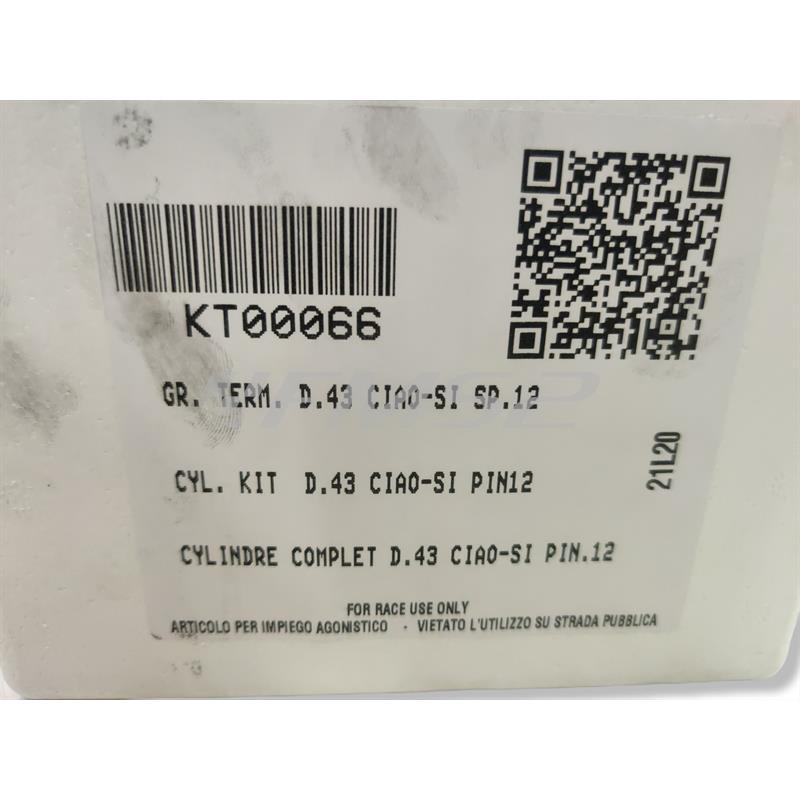 KT00066
GR. TERM. D.43 CIAO-SI SP.12
CYL. KIT D.43 CIAO-SI PIN12
21L20
CYLINDRE COMPLET D.43 CIAO-SI PIN.12
FOR RACE USE ONLY
ARTICOLO PER IMPIEGO AGONISTICO - VIETATO L'UTILIZZO SU STRADA PUBBLICA